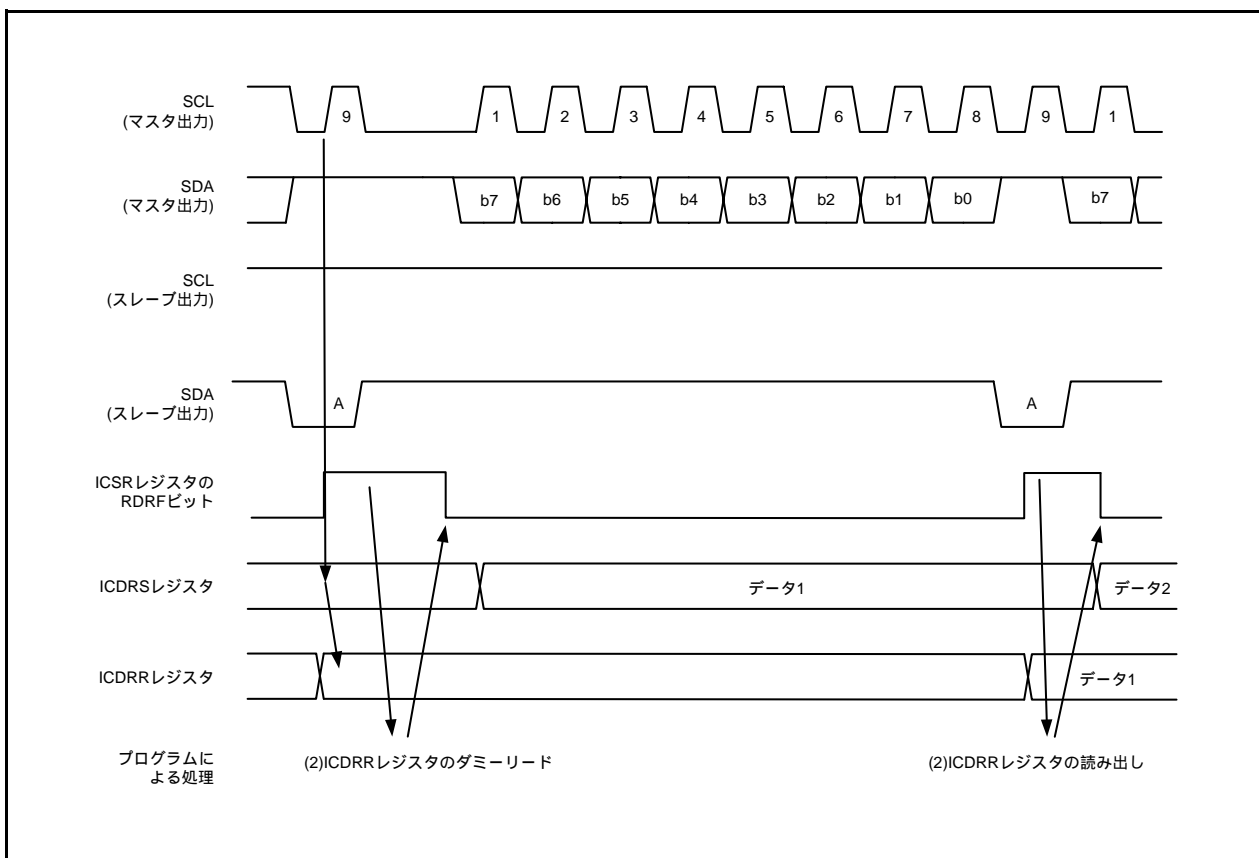 SCL
(マスタ出力)
9
1
2
3
4
5
6
7
8
9
1
SDA
(マスタ出力)
b7
b6
b5
b4
b3
b2
b1
b0
b7
SCL
(スレーブ出力)
SDA
(スレーブ出力)
A
A
ICSRレジスタの
RDRFビット
ICDRSレジスタ
データ1
データ2
ICDRRレジスタ
データ1
プログラムに
よる処理
(2)ICDRRレジスタのダミーリード
(2)ICDRRレジスタの読み出し